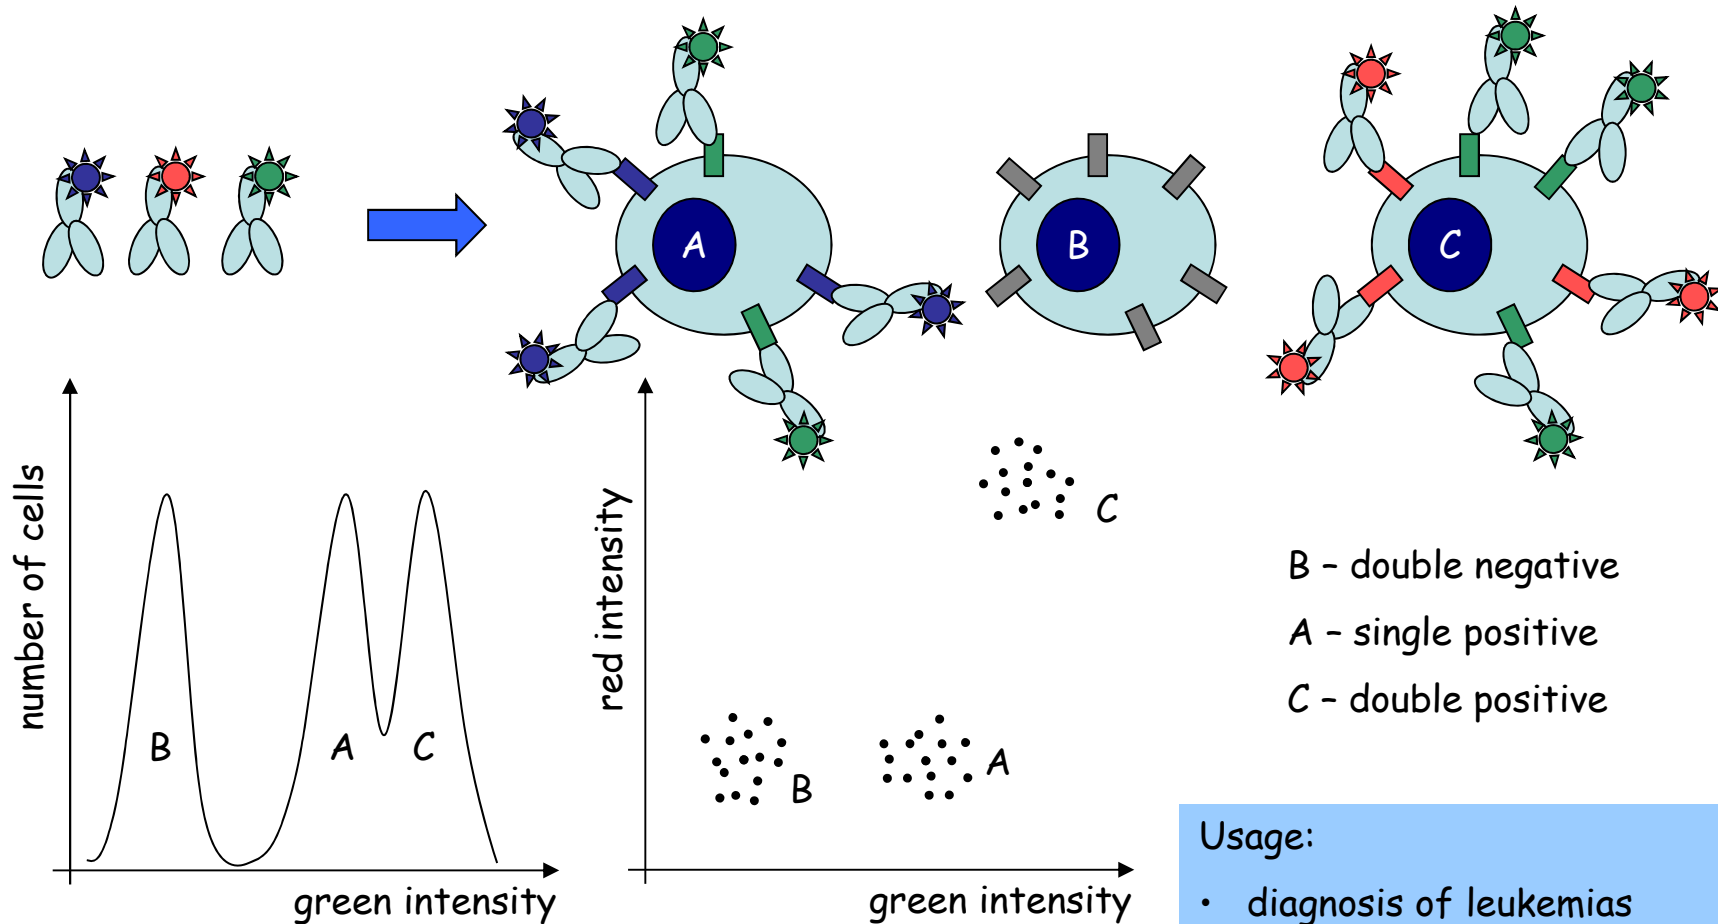 A
B
C
number of cells
B
A
C
green intensity
red intensity
C
B
A
green intensity
B – double negative
A – single positive
C – double positive
Usage:
• diagnosis of leukemias